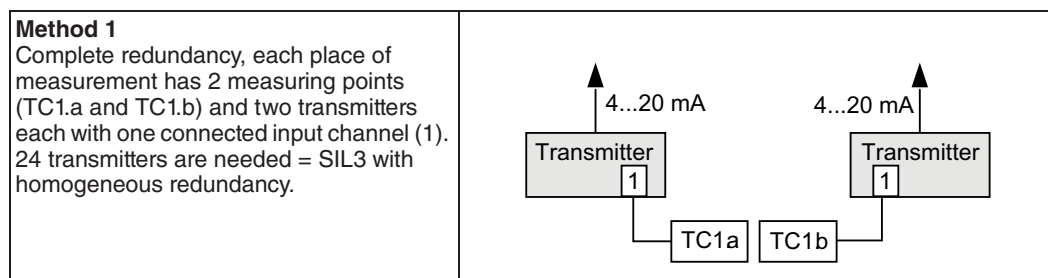 Method 1
Complete redundancy, each place of
measurement has 2 measuring points
(TC1.a and TC1.b) and two transmitters
each with one connected input channel (1).
24 transmitters are needed = SIL3 with
homogeneous redundancy.
4...20 mA
4...20 mA
Transmitter
Transmitter
1
1
TC1a
TC1b